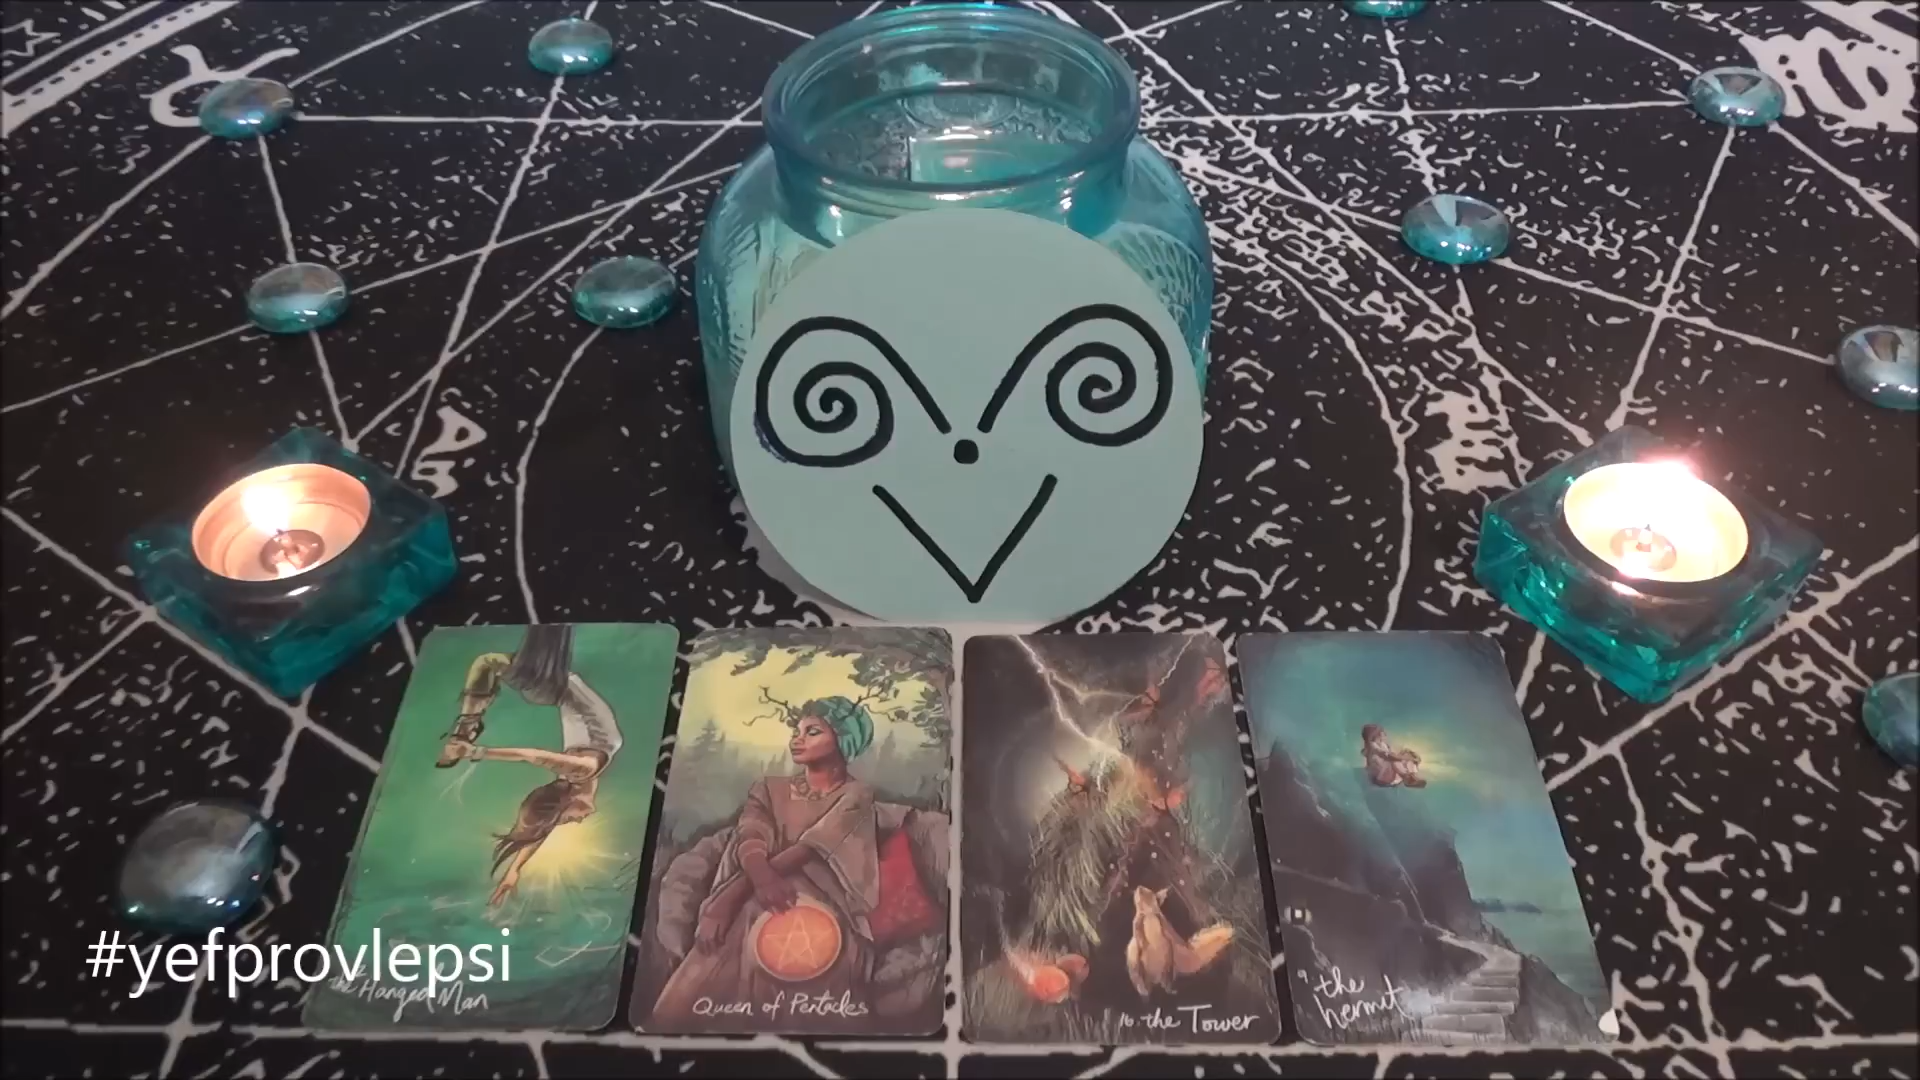 #yefprovlepsi
the Hanged Man
Queen of Pentacles
16. the Tower
9 the
hermit